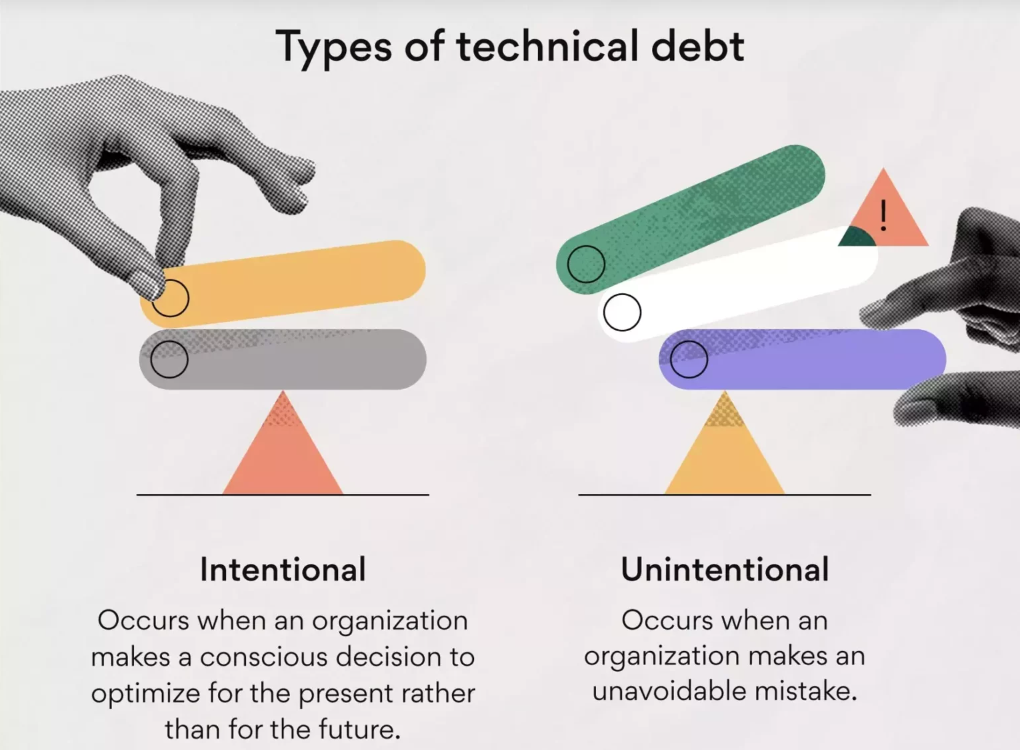 Types of technical debt
!
Intentional
Occurs when an organization
makes a conscious decision to
optimize for the present rather
than for the future.
Unintentional
Occurs when an
organization makes an
unavoidable mistake.